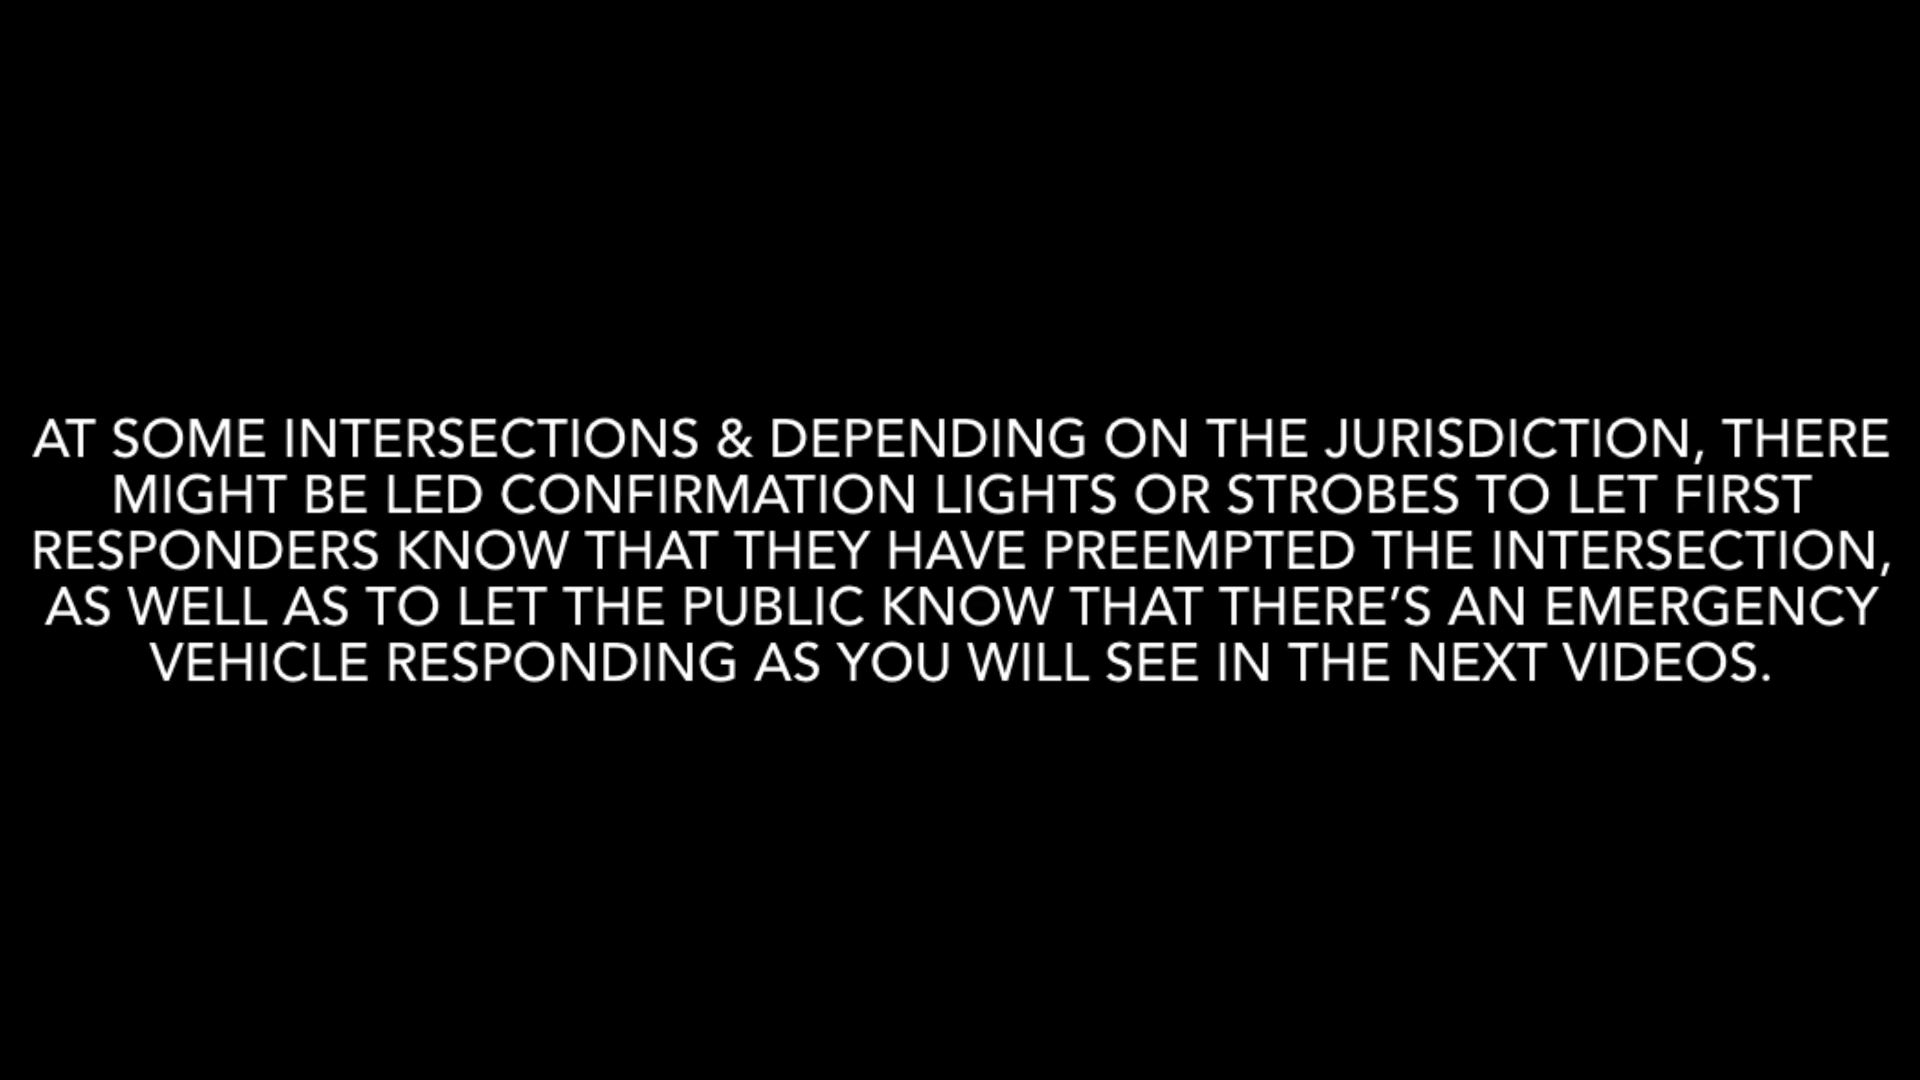 AT SOME INTERSECTIONS & DEPENDING ON THE JURISDICTION, THERE
MIGHT BE LED CONFIRMATION LIGHTS OR STROBES TO LET FIRST
RESPONDERS KNOW THAT THEY HAVE PREEMPTED THE INTERSECTION,
AS WELL AS TO LET THE PUBLIC KNOW THAT THERE’S AN EMERGENCY
VEHICLE RESPONDING AS YOU WILL SEE IN THE NEXT VIDEOS.